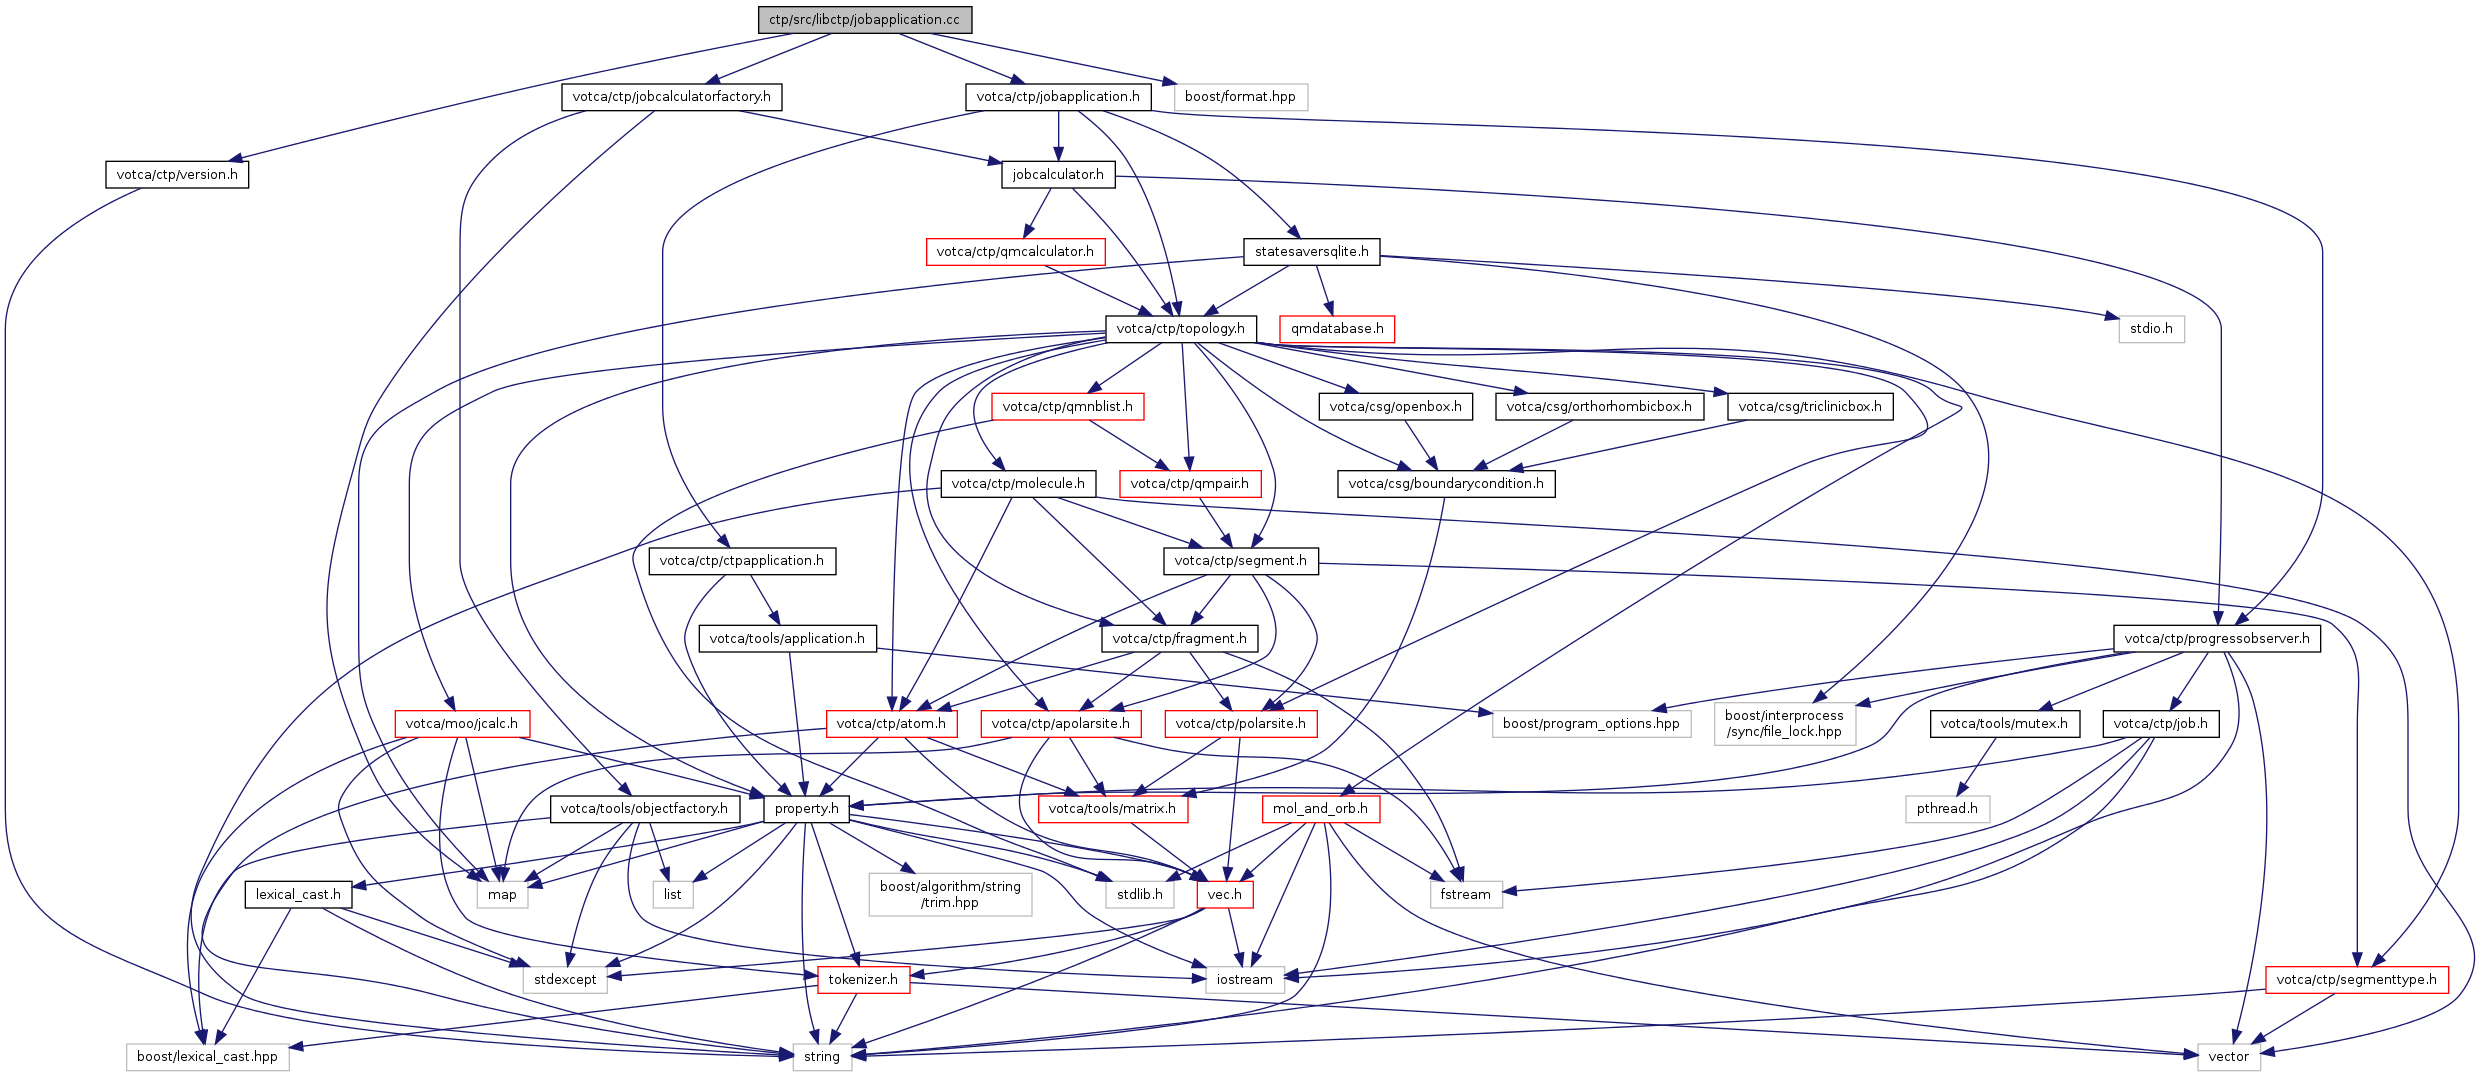 ctp/src/libctp/jobapplication.cc
votca/ctp/jobcalculatorfactory.h
votca/ctp/jobapplication.h
boost/format.hpp
votca/ctp/version.h
jobcalculator.h
votca/ctp/qmcalculator.h
statesaversqlite.h
votca/ctp/topology.h
qmdatabase.h
stdio.h
votca/ctp/qmnblist.h
votca/csg/openbox.h
votca/csg/orthorhombicbox.h
votca/csg/triclinicbox.h
votca/ctp/molecule.h
votca/ctp/qmpair.h
votca/csg/boundarycondition.h
votca/ctp/ctpapplication.h
votca/ctp/segment.h
votca/tools/application.h
votca/ctp/fragment.h
votca/ctp/progressobserver.h
votca/moo/jcalc.h
votca/ctp/atom.h
votca/ctp/apolarsite.h
votca/ctp/polarsite.h
boost/program_options.hpp
boost/interprocess
/sync/file_lock.hpp
votca/tools/mutex.h
votca/ctp/job.h
votca/tools/objectfactory.h
property.h
votca/tools/matrix.h
mol_and_orb.h
pthread.h
lexical_cast.h
map
list
boost/algorithm/string
/trim.hpp
stdlib.h
vec.h
fstream
stdexcept
tokenizer.h
iostream
votca/ctp/segmenttype.h
boost/lexical_cast.hpp
string
vector